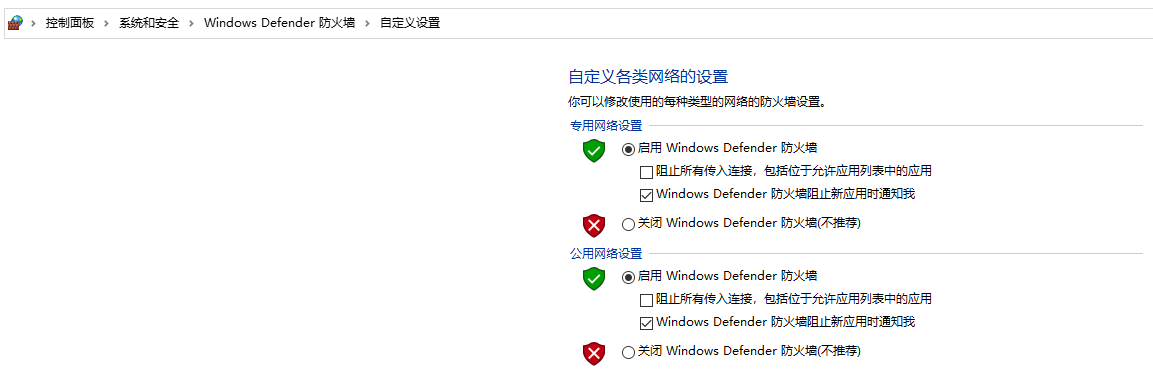 控制面板 › 系统和安全 › Windows Defender 防火墙 › 自定义设置
自定义各类网络的设置
你可以修改使用的每种类型的网络的防火墙设置。
专用网络设置
启用 Windows Defender 防火墙
阻止所有传入连接，包括位于允许应用列表中的应用
Windows Defender 防火墙阻止新应用时通知我
关闭 Windows Defender 防火墙(不推荐)
公用网络设置
启用 Windows Defender 防火墙
阻止所有传入连接，包括位于允许应用列表中的应用
Windows Defender 防火墙阻止新应用时通知我
关闭 Windows Defender 防火墙(不推荐)